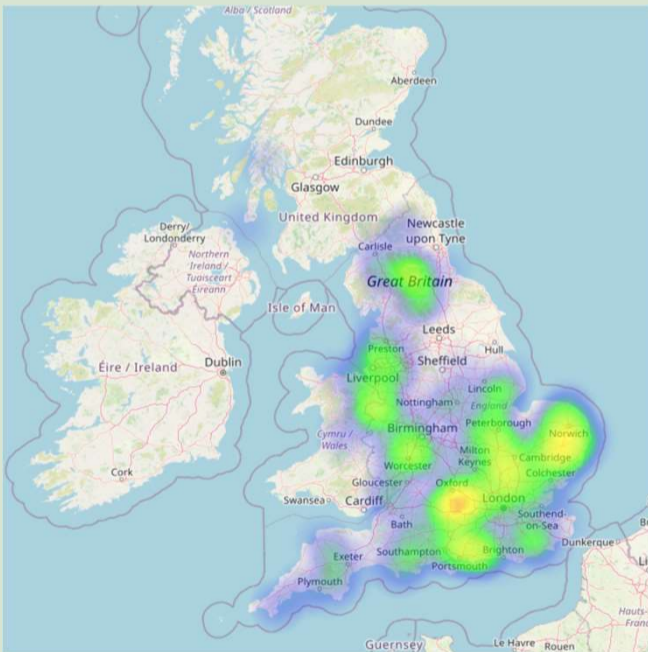 Alba / Scotland
Aberdeen
Dundee
Edinburgh
Glasgow
United Kingdom
Derry/
Londonderry
Newcastle
upon Tyne
Carlisle
Northern
Ireland /
Tuaisceart
Éireann
Great Britain
Isle of Man
Leeds
Preston
Hull
Éire / Ireland
Dublin
Sheffield
Liverpool
Lincoln
Nottingham
England
Peterborough
Birmingham
Norwich
Cymru /
Wales
Milton
Keynes
Cambridge
Worcester
Colchester
Cork
Gloucester
Oxford
Swansea
Cardiff
London
Bath
Southend-
on-Sea
Dunkerque
Exeter
Southampton
Brighton
Portsmouth
Plymouth
Hauts-
Guernsey
Le Havre
Rouen